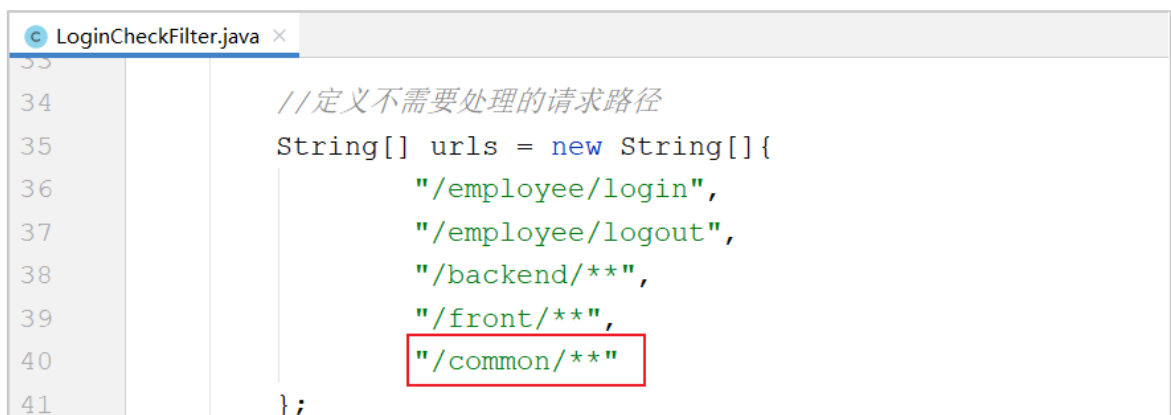 LoginCheckFilter.java
33
34 //定义不需要处理的请求路径
35 String[] urls = new String[]{
36 "/employee/login",
37 "/employee/logout",
38 "/backend/**",
39 "/front/**",
40 "/common/**"
41 };